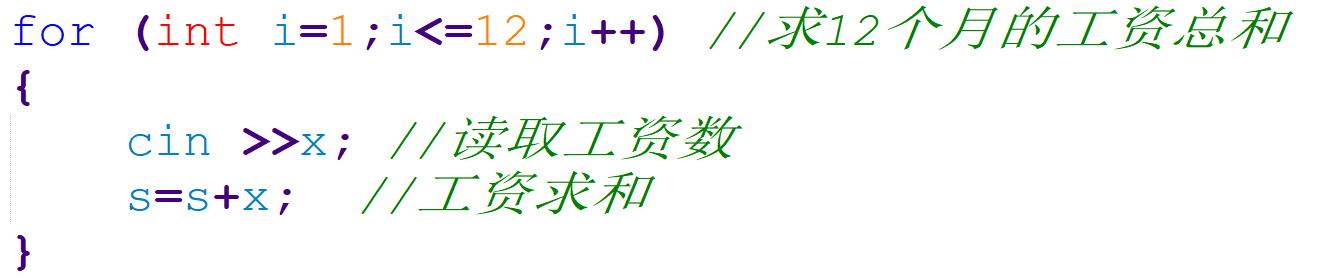 for (int i=1;i<=12;i++) //求12个月的工资总和
{
cin >>x; //读取工资数
s=s+x; //工资求和
}